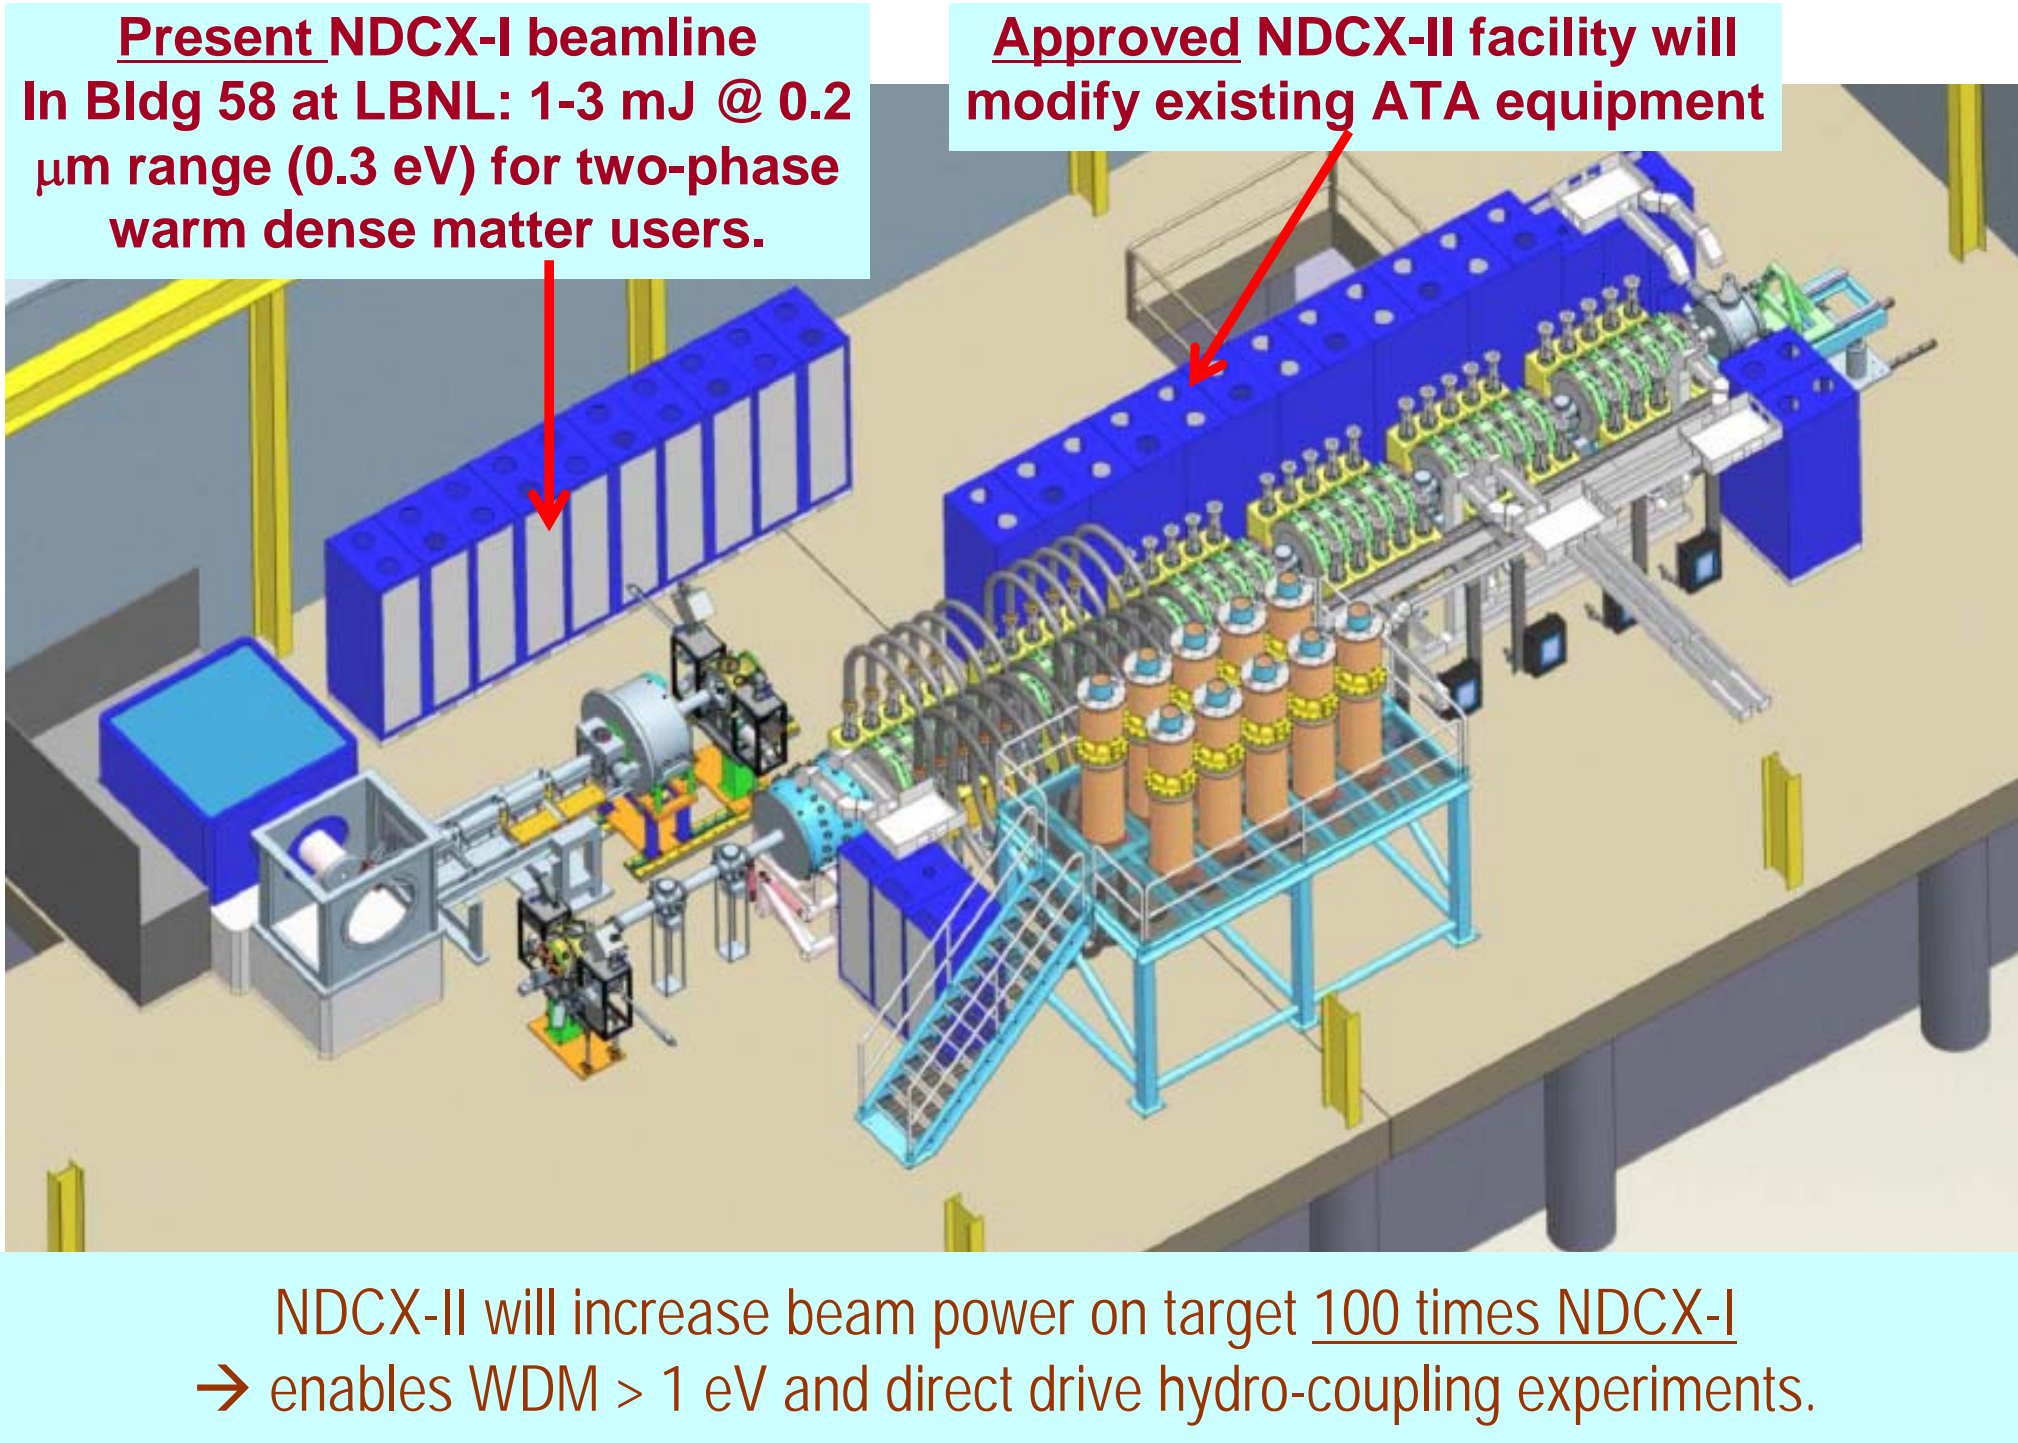 Present NDCX-I beamline
In Bldg 58 at LBNL: 1-3 mJ @ 0.2
μm range (0.3 eV) for two-phase
warm dense matter users.
Approved NDCX-II facility will
modify existing ATA equipment
NDCX-II will increase beam power on target 100 times NDCX-I
→ enables WDM > 1 eV and direct drive hydro-coupling experiments.